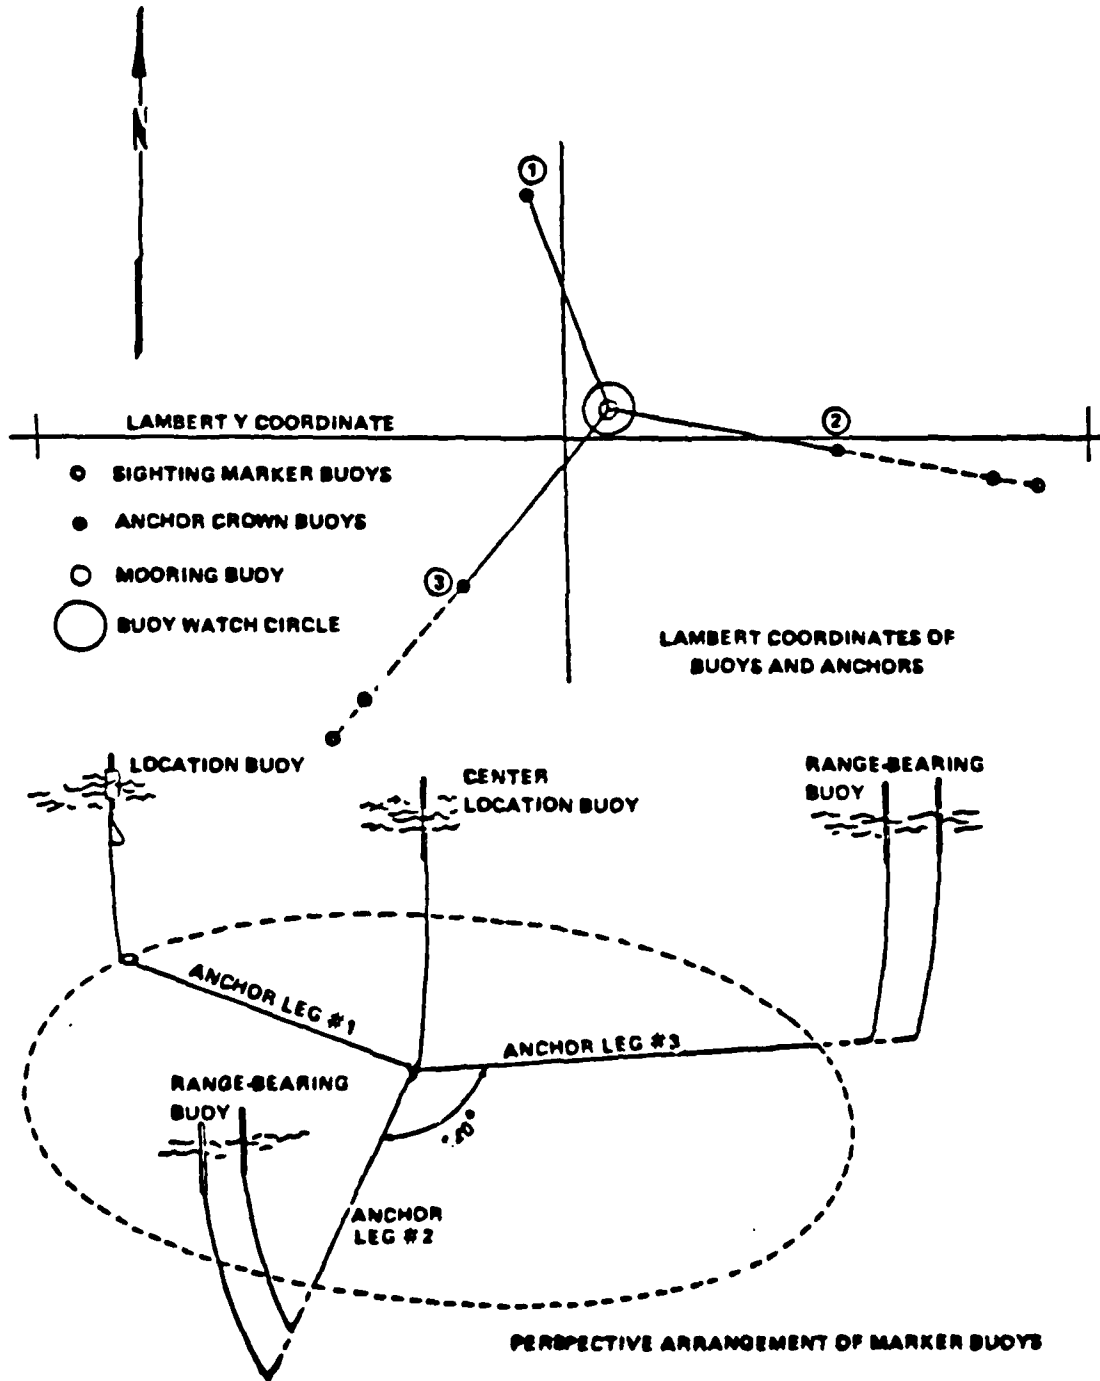 N
①
②
LAMBERT Y COORDINATE
SIGHTING MARKER BUOYS
ANCHOR CROWN BUOYS
③
MOORING BUOY
BUOY WATCH CIRCLE
LAMBERT COORDINATES OF
BUOYS AND ANCHORS
LOCATION BUOY
CENTER
LOCATION BUOY
RANGE-BEARING
BUOY
ANCHOR LEG #1
ANCHOR LEG #3
RANGE-BEARING
BUOY
ANCHOR
LEG #2
PERSPECTIVE ARRANGEMENT OF MARKER BUOYS